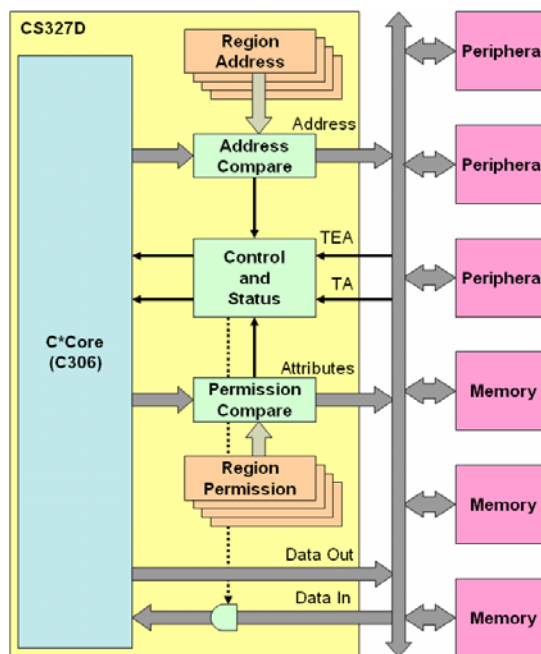 CS327D
Region
Address
Address
Address
Compare
TEA
Control
and
Status
TA
C*Core
(C306)
Attributes
Permission
Compare
Region
Permission
Data Out
Data In
Periphera
Periphera
Periphera
Memory
Memory
Memory